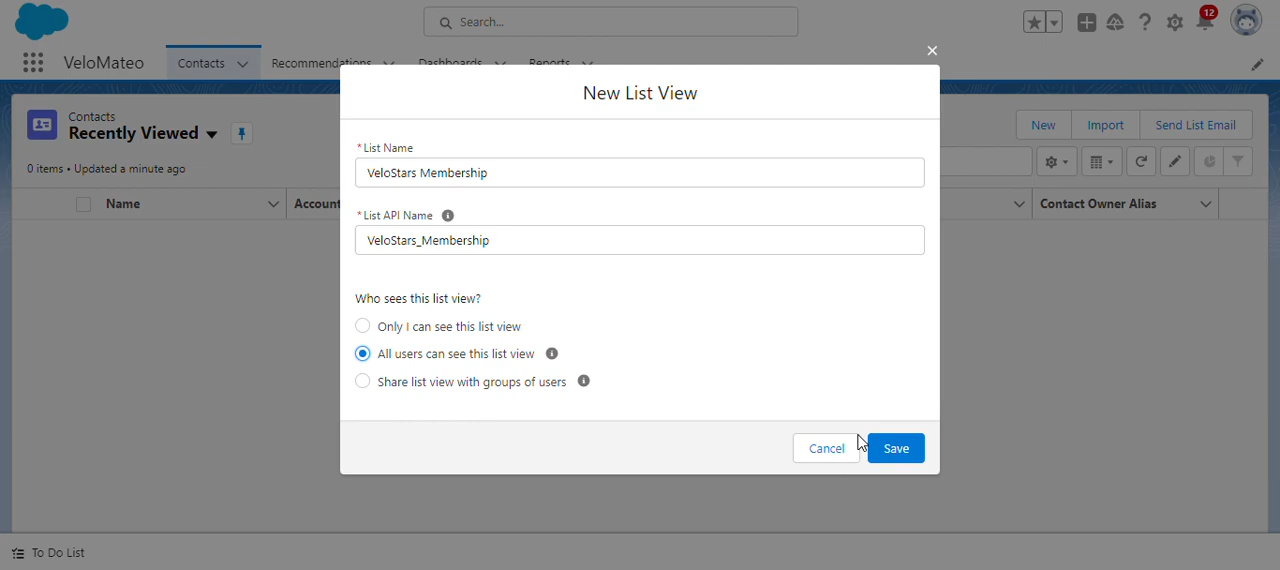 Search...
12
VeloMateo
Contacts
Recommendations
Dashboards
Reports
Contacts
Recently Viewed
New
Import
Send List Email
0 items • Updated a minute ago
Name
Account
Contact Owner Alias
New List View
* List Name
VeloStars Membership
* List API Name
VeloStars_Membership
Who sees this list view?
Only I can see this list view
All users can see this list view
Share list view with groups of users
Cancel
Save
To Do List